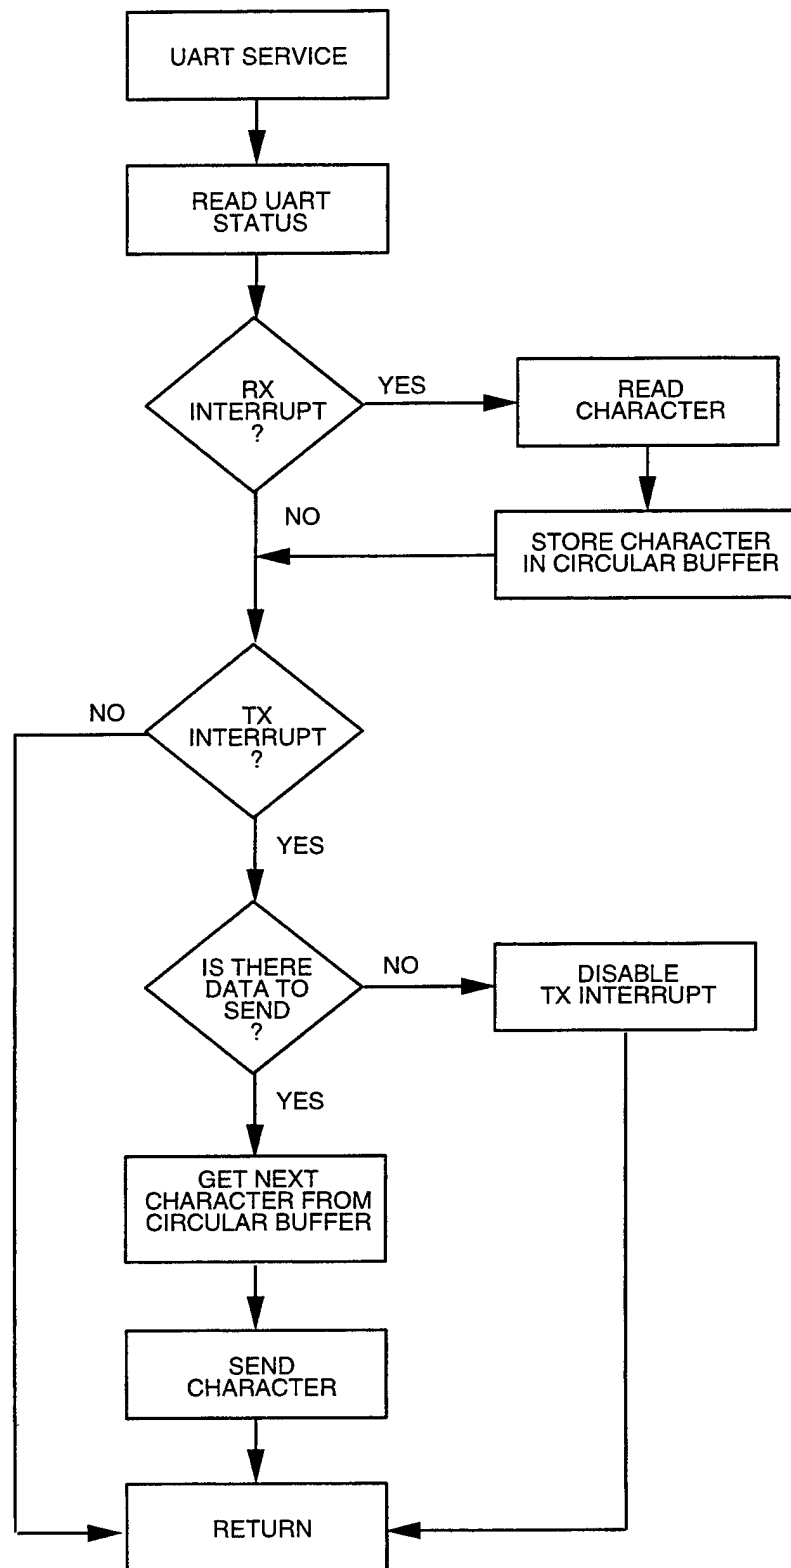 UART SERVICE
READ UART
STATUS
RX
INTERRUPT
?
YES
READ
CHARACTER
NO
STORE CHARACTER
IN CIRCULAR BUFFER
NO
TX
INTERRUPT
?
YES
IS THERE
DATA TO
SEND
?
NO
DISABLE
TX INTERRUPT
YES
GET NEXT
CHARACTER FROM
CIRCULAR BUFFER
SEND
CHARACTER
RETURN